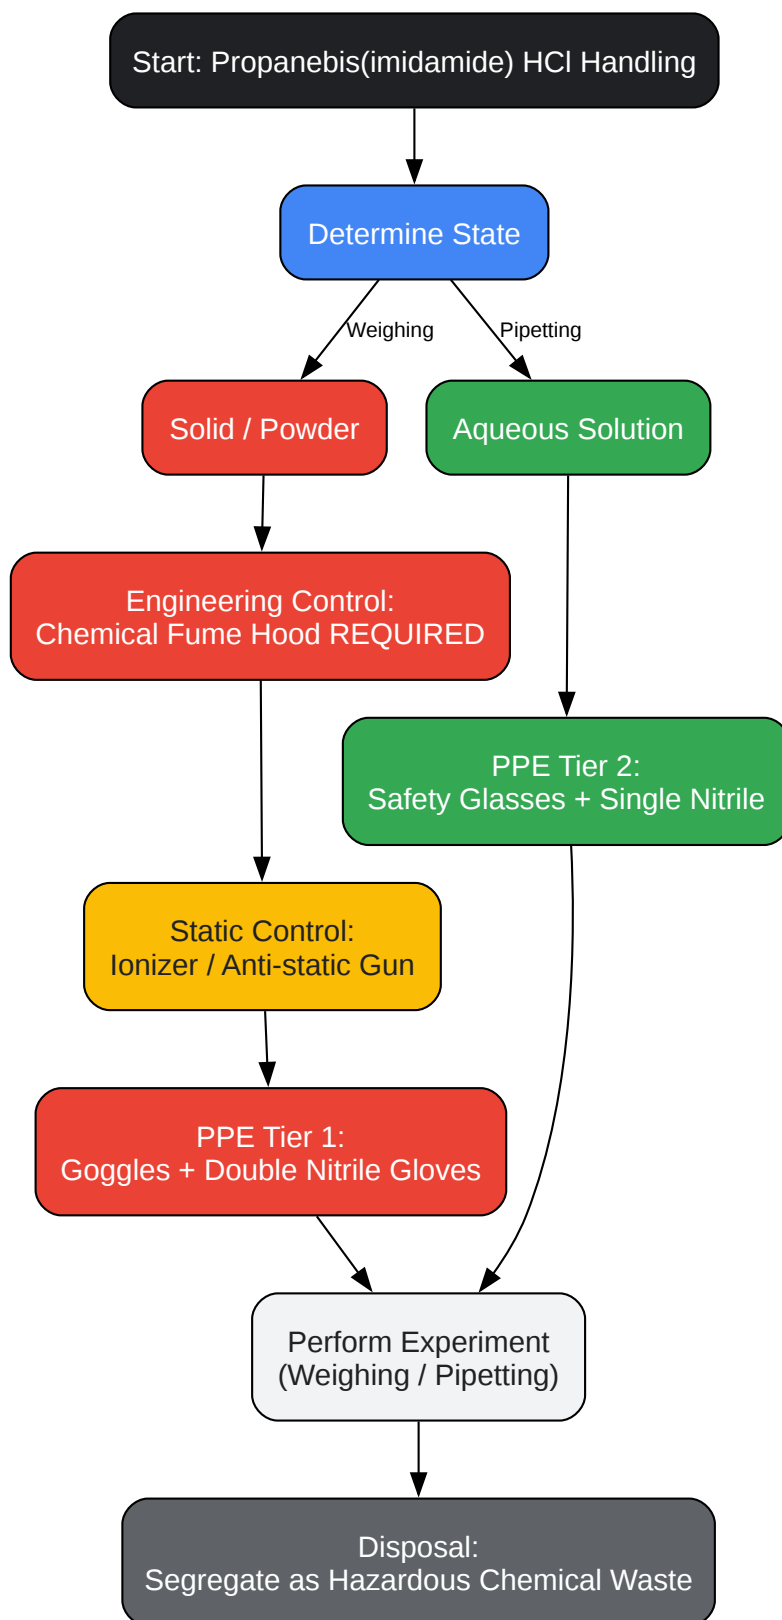 Start: Propanebis(imidamide) HCl Handling
Determine State
Weighing
Pipetting
Solid / Powder
Aqueous Solution
Engineering Control:
Chemical Fume Hood REQUIRED
PPE Tier 2:
Safety Glasses + Single Nitrile
Static Control:
Ionizer / Anti-static Gun
PPE Tier 1:
Goggles + Double Nitrile Gloves
Perform Experiment
(Weighing / Pipetting)
Disposal:
Segregate as Hazardous Chemical Waste